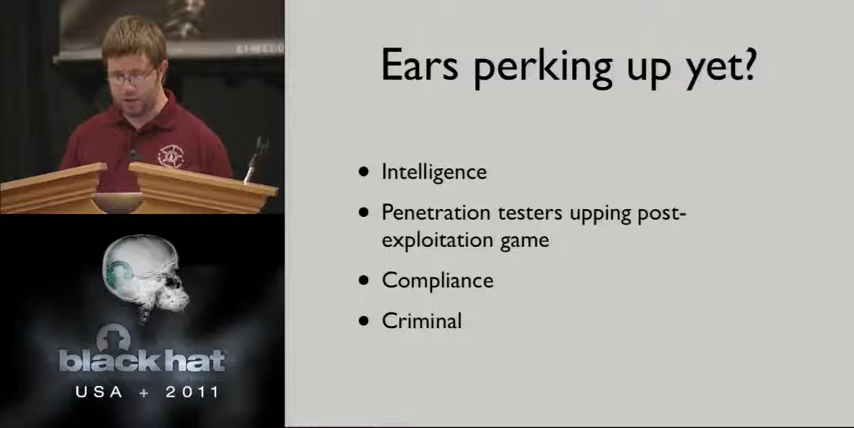 Ears perking up yet?
• Intelligence
• Penetration testers upping post-
exploitation game
• Compliance
• Criminal
black hat
USA + 2011